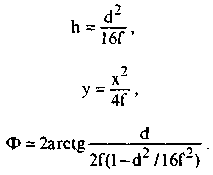 h = d²/16f,
y = x²/4f,
Φ ≃ 2arctg d/2f(1−d²/16f²).